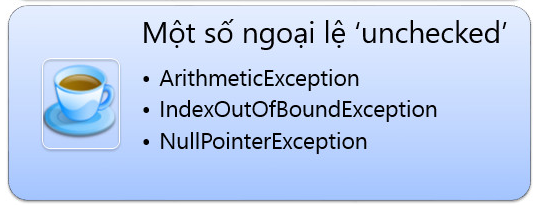 Một số ngoại lệ ‘unchecked’
• ArithmeticException
• IndexOutOfBoundException
• NullPointerException